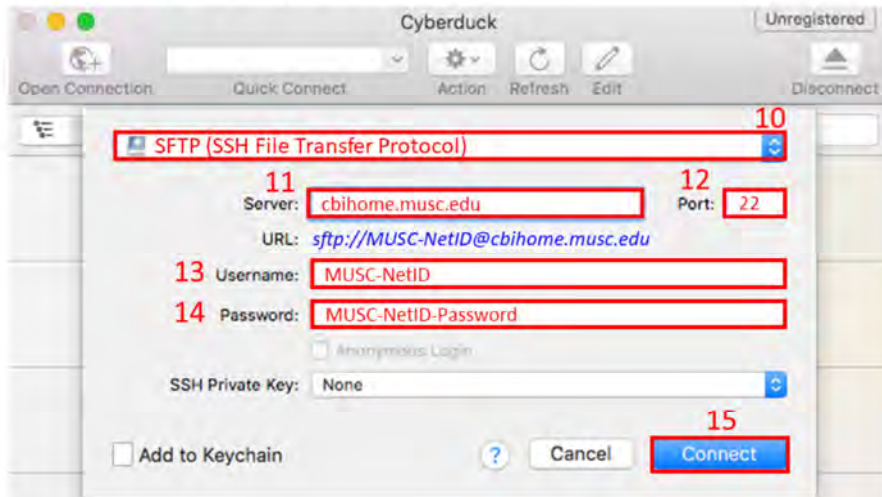 Cyberduck
Unregistered
Open Connection
Quick Connect
Action
Refresh
Edit
Disconnect
10
SFTP (SSH File Transfer Protocol)
11
12
Server: cbihome.musc.edu
Port: 22
URL: sftp://MUSC-NetID@cbihome.musc.edu
13 Username: MUSC-NetID
14 Password: MUSC-NetID-Password
Anonymous Login
SSH Private Key: None
15
Add to Keychain
?
Cancel
Connect